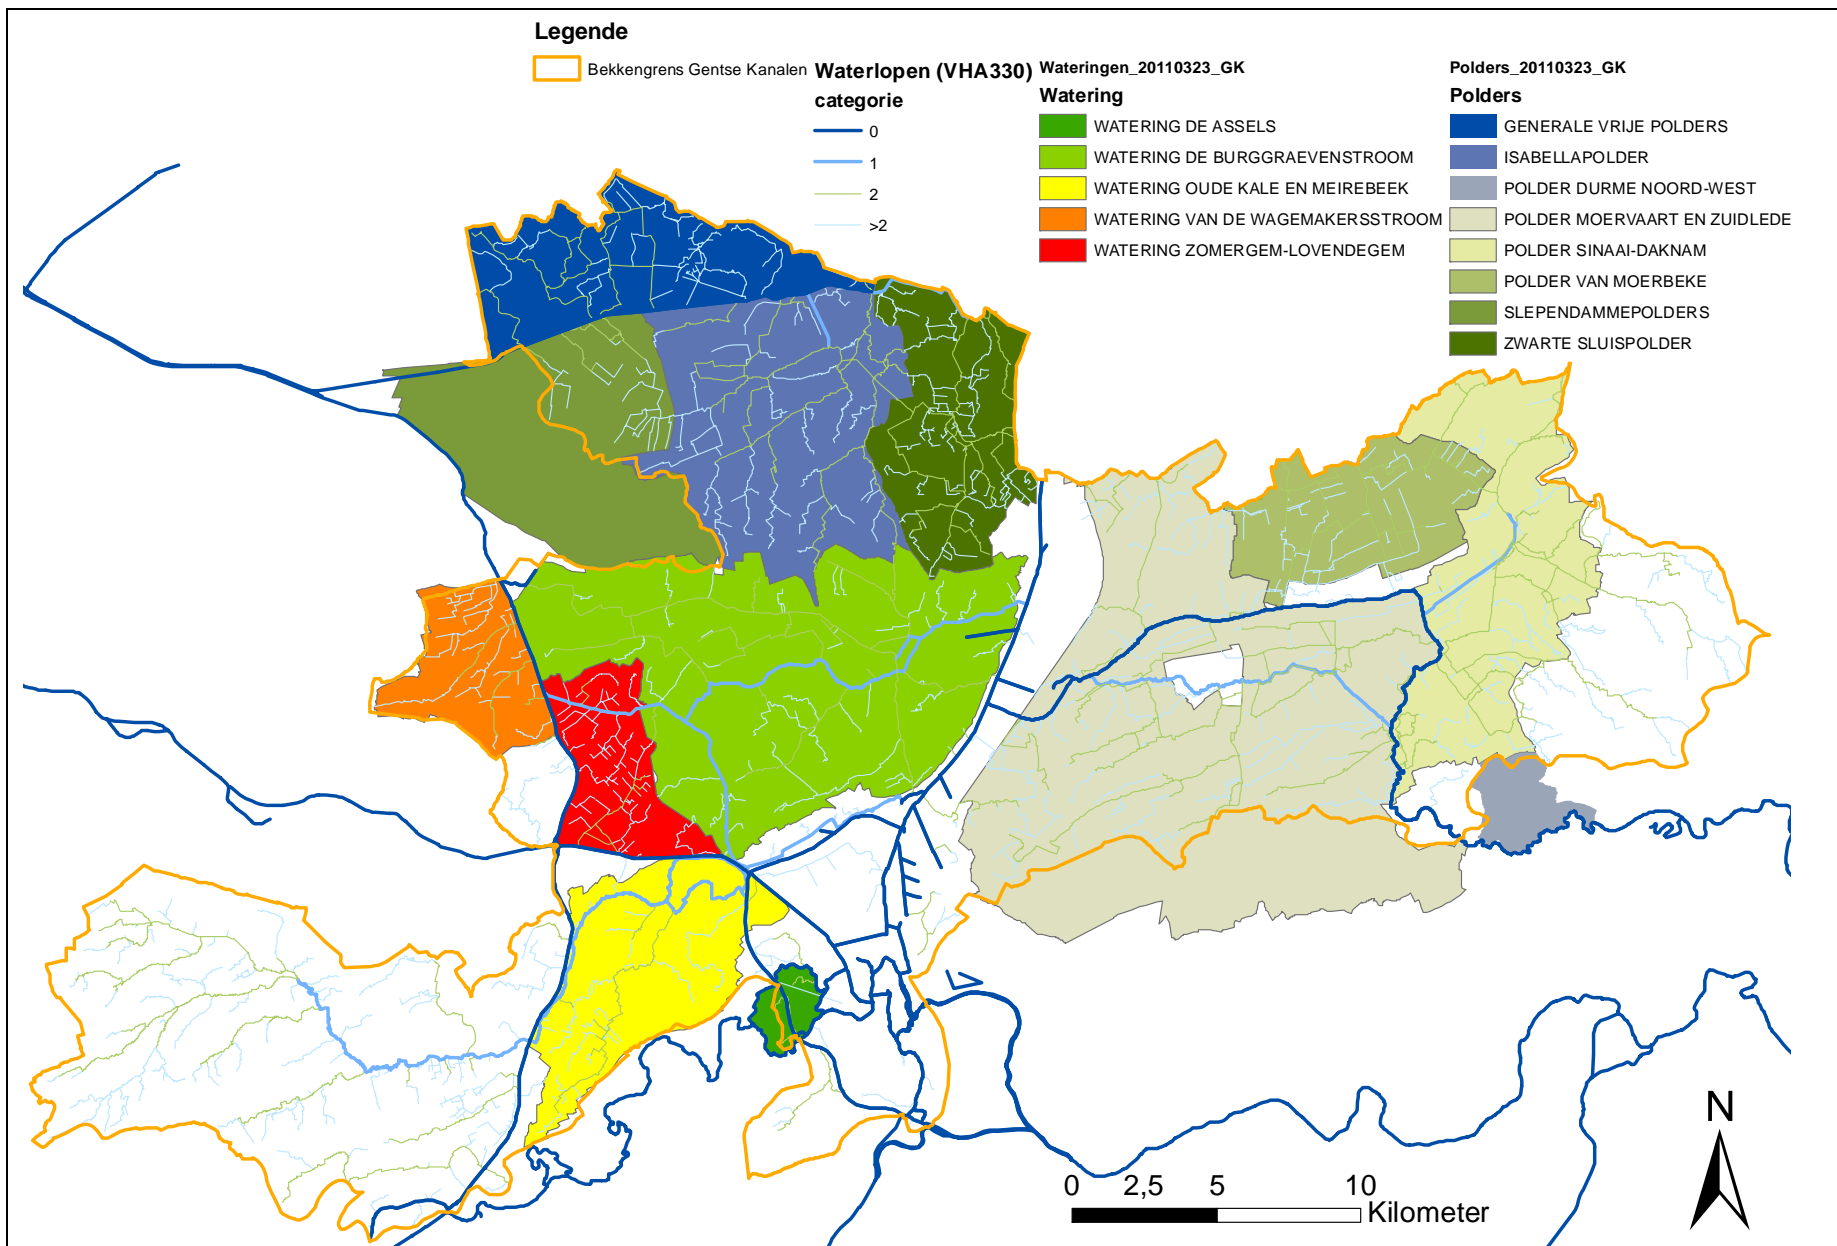 Legende
Bekkengrens Gentse Kanalen
Waterlopen (VHA330)
categorie
0
1
2
>2
Wateringen_20110323_GK
Watering
WATERING DE ASSELS
WATERING DE BURGGRAEVENSTROOM
WATERING OUDE KALE EN MEIREBEEK
WATERING VAN DE WAGEMAKERSSTROOM
WATERING ZOMERGEM-LOVENDEGEM
Polders_20110323_GK
Polders
GENERALE VRIJE POLDERS
ISABELLAPOLDER
POLDER DURME NOORD-WEST
POLDER MOERVAART EN ZUIDLEDE
POLDER SINAAI-DAKNAM
POLDER VAN MOERBEKE
SLEPENDAMMEPOLDERS
ZWARTE SLUISPOLDER
N
0 2,5 5 10
Kilometer